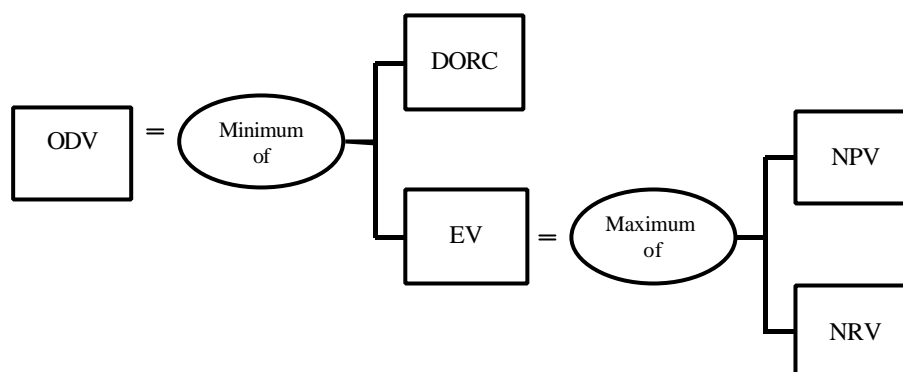 DORC
ODV
=
Minimum
of
NPV
EV
=
Maximum
of
NRV